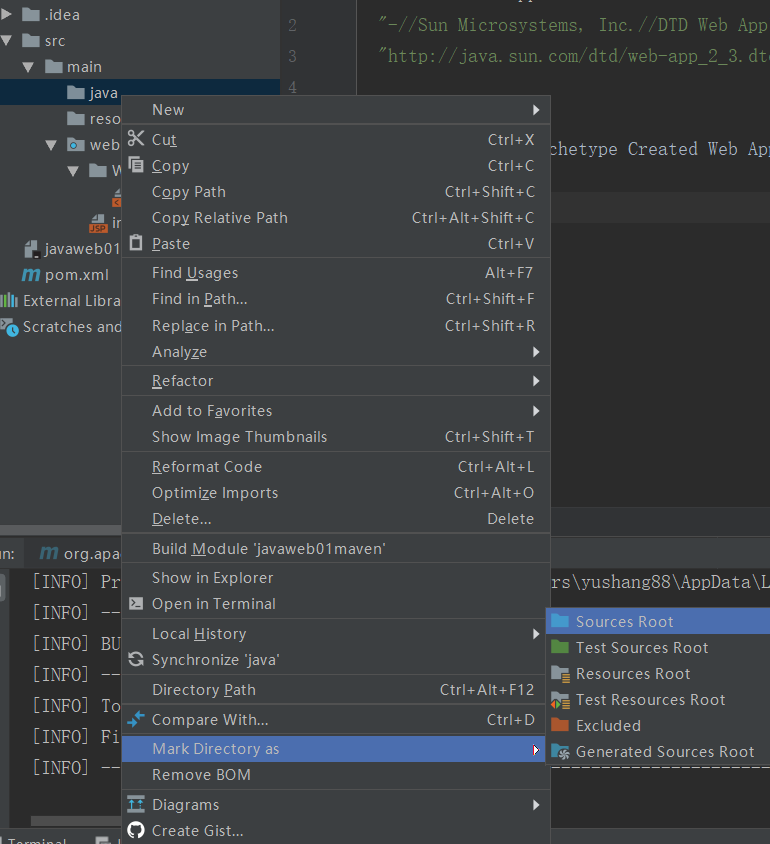 .idea
src
main
java
reso
web
W
in
javaweb01
pom.xml
External Libra
Scratches and
2
3
4
"-//Sun Microsystems, Inc.//DTD Web App
"http://java.sun.com/dtd/web-app_2_3.dt
chetype Created Web App
New
Cut Ctrl+X
Copy Ctrl+C
Copy Path Ctrl+Shift+C
Copy Relative Path Ctrl+Alt+Shift+C
Paste Ctrl+V
Find Usages Alt+F7
Find in Path... Ctrl+Shift+F
Replace in Path... Ctrl+Shift+R
Analyze
Refactor
Add to Favorites
Show Image Thumbnails Ctrl+Shift+T
Reformat Code Ctrl+Alt+L
Optimize Imports Ctrl+Alt+O
Delete... Delete
Build Module 'javaweb01maven'
Show in Explorer
Open in Terminal
Local History
Synchronize 'java'
Directory Path Ctrl+Alt+F12
Compare With... Ctrl+D
Mark Directory as
Remove BOM
Diagrams
Create Gist...
Sources Root
Test Sources Root
Resources Root
Test Resources Root
Excluded
Generated Sources Root
un:
org.apa
[INFO] Pr
rs\yushang88\AppData\L
[INFO] --
[INFO] BU
[INFO] --
[INFO] To
[INFO] Fi
[INFO] --
Terminal